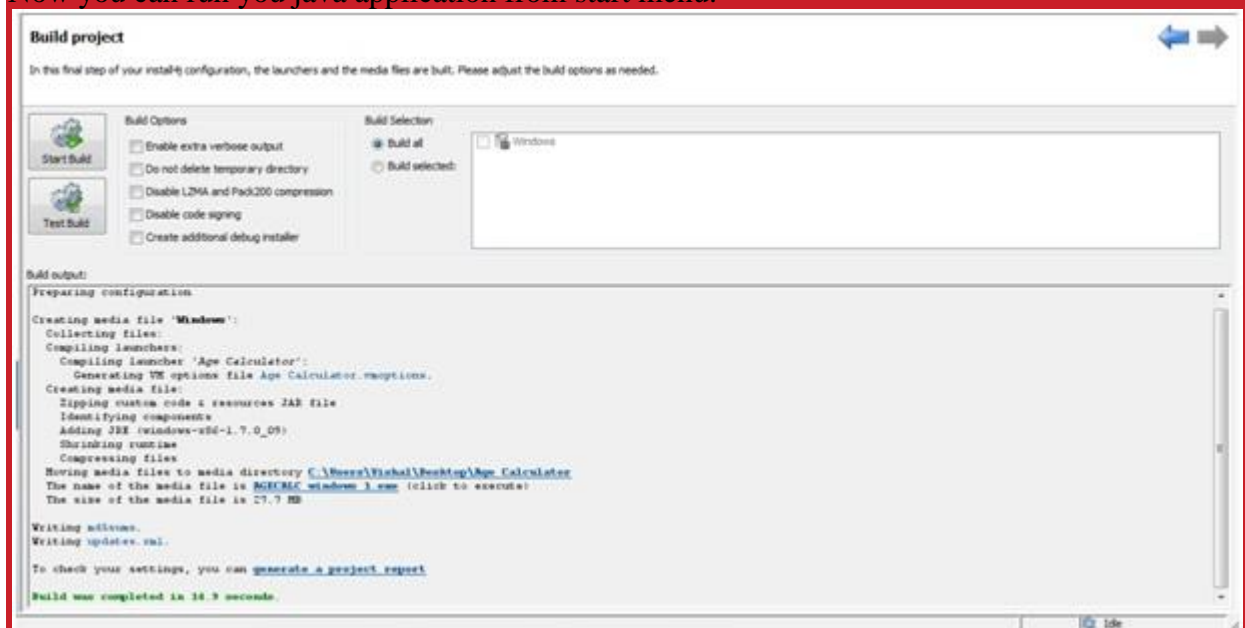 Now you can run you java application from start menu.
Build project
In this final step of your install4j configuration, the launchers and the media files are built. Please adjust the build options as needed.
Start Build
Test Build
Build Options
Enable extra verbose output
Do not delete temporary directory
Disable LZMA and Pack200 compression
Disable code signing
Create additional debug installer
Build Selection
Build all
Build selected:
Windows
Build output:
Preparing configuration
Creating media file 'Windows':
Collecting files:
Compiling launchers:
Compiling launcher 'Age Calculator':
Generating VM options file Age Calculator.vmoptions.
Creating media file:
Zipping custom code & resources JAR file
Identifying components
Adding JRE (windows-x86-1.7.0_09)
Shrinking runtime
Compressing files
Moving media files to media directory C:\Users\Vishal\Desktop\Age Calculator
The name of the media file is AGECALC_windows_1.exe (click to execute)
The size of the media file is 27.7 MB
Writing md5sums.
Writing updates.xml.
To check your settings, you can generate a project report
Build was completed in 16.9 seconds.
Idle